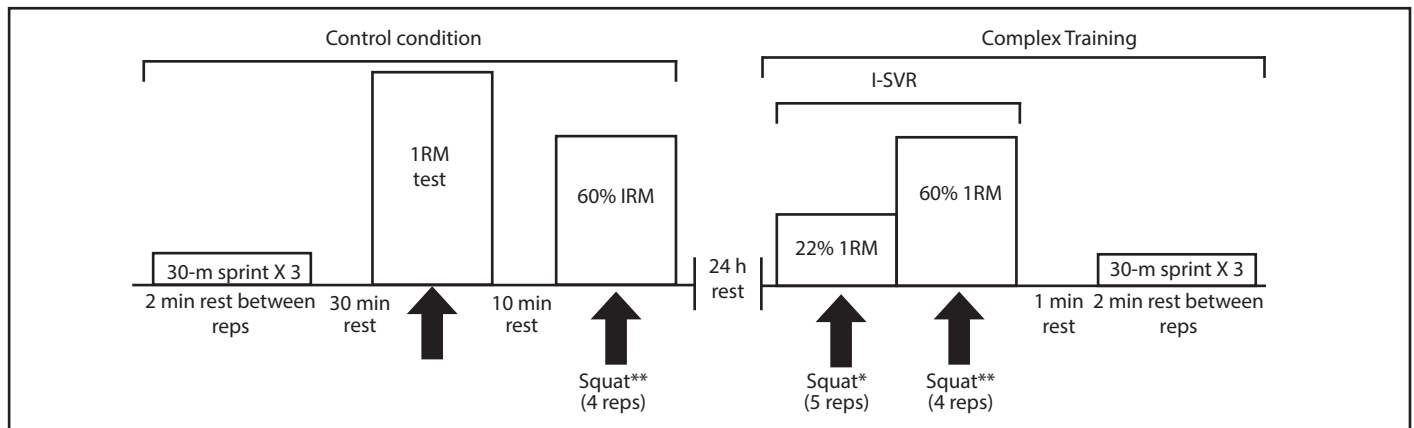 Control condition
Complex Training
I-SVR
1RM
test
60% IRM
22% 1RM
60% 1RM
30-m sprint X 3
2 min rest between
reps
30 min
rest
10 min
rest
24 h
rest
1 min
rest
30-m sprint X 3
2 min rest between
reps
Squat**
(4 reps)
Squat*
(5 reps)
Squat**
(4 reps)